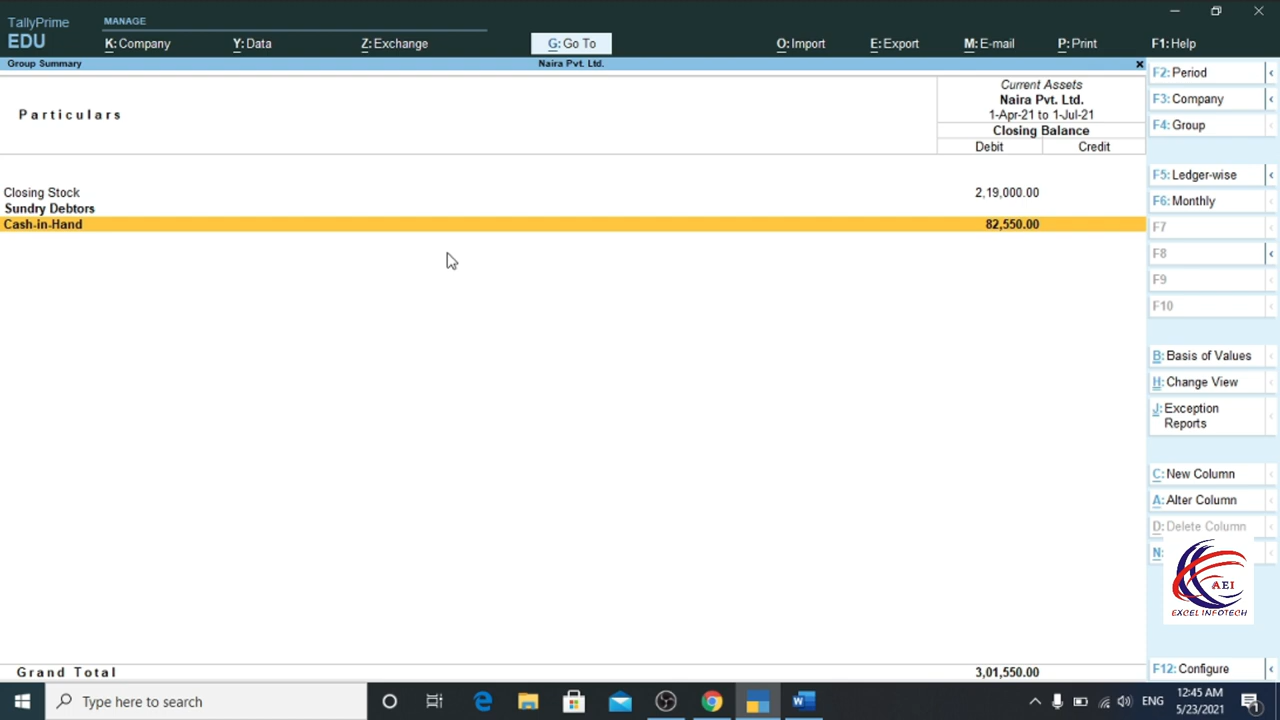 TallyPrime
EDU
MANAGE
K: Company
Y: Data
Z: Exchange
G: Go To
O: Import
E: Export
M: E-mail
P: Print
F1: Help
Group Summary
Naira Pvt. Ltd.
x
Particulars
Current Assets
Naira Pvt. Ltd.
1-Apr-21 to 1-Jul-21
Closing Balance
Debit Credit
Closing Stock 2,19,000.00
Sundry Debtors
Cash-in-Hand 82,550.00
Grand Total 3,01,550.00
F2: Period
F3: Company
F4: Group
F5: Ledger-wise
F6: Monthly
F7
F8
F9
F10
B: Basis of Values
H: Change View
J: Exception
Reports
C: New Column
A: Alter Column
D: Delete Column
N:
AEI
EXCEL INFOTECH
F12: Configure
Type here to search
ENG
12:45 AM
5/23/2021
1